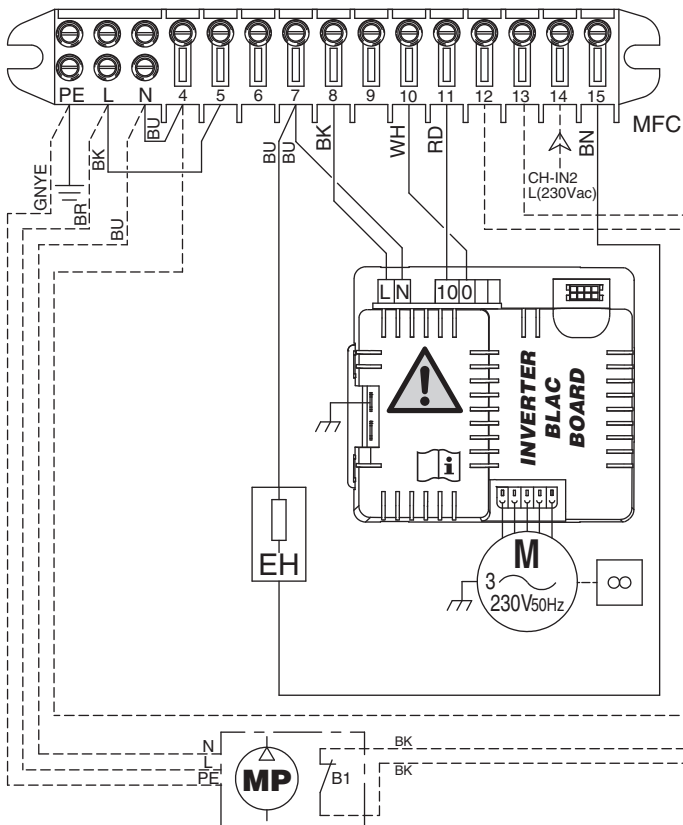 PE L N 4 5 6 7 8 9 10 11 12 13 14 15
MFC
BU
BK
GNYE
BR
BU
BU
BU
BK
WH
RD
BN
CH-IN2
L(230Vac)
L N 10 0
INVERTER
BLAC
BOARD
i
EH
M
3
230V50Hz
8
N
L
PE
MP
B1
BK
BK